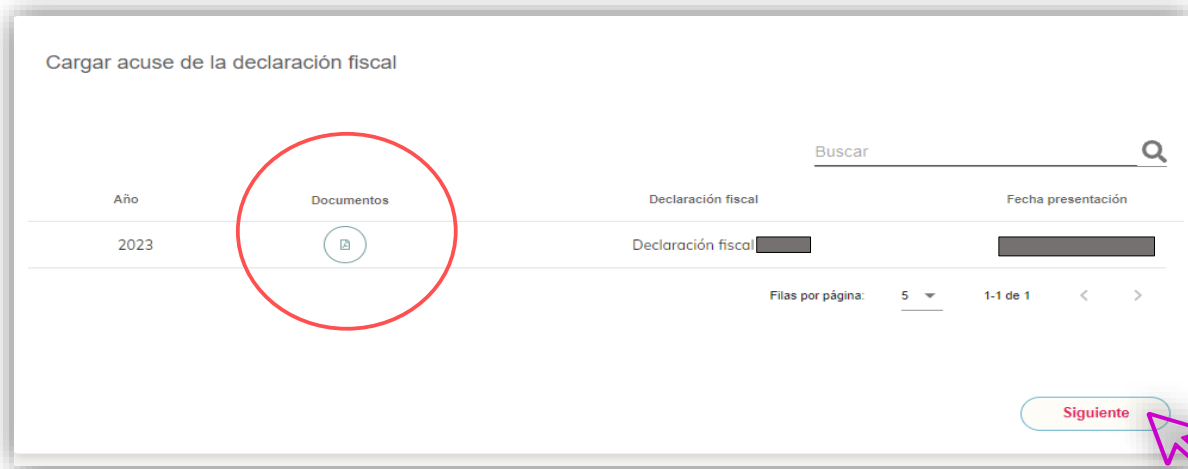 Cargar acuse de la declaración fiscal
Buscar
Año Documentos Declaración fiscal Fecha presentación
2023 Declaración fiscal
Filas por página: 5 1-1 de 1
Siguiente